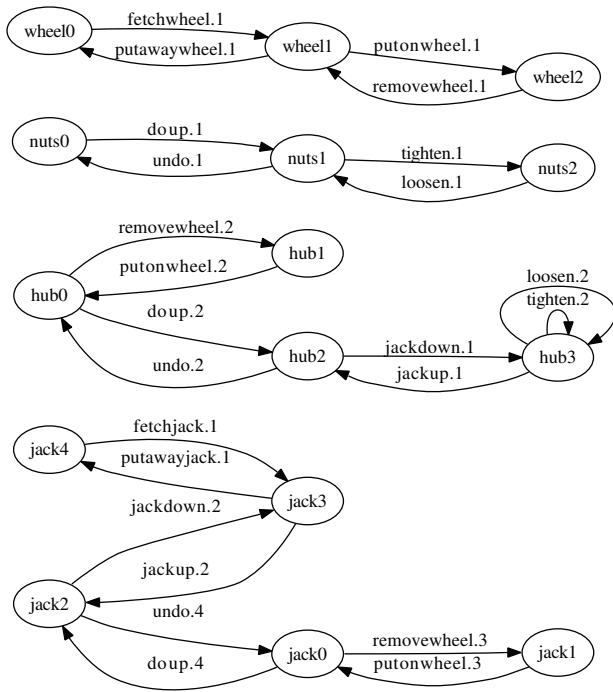 fetchwheel.1
wheel0
putawaywheel.1
wheel1
putonwheel.1
removewheel.1
wheel2
doup.1
nuts0
undo.1
nuts1
tighten.1
loosen.1
nuts2
removewheel.2
hub1
putonwheel.2
hub0
doup.2
undo.2
hub2
jackdown.1
jackup.1
loosen.2
tighten.2
hub3
fetchjack.1
jack4
putawayjack.1
jack3
jackdown.2
jackup.2
jack2
undo.4
doup.4
jack0
removewheel.3
putonwheel.3
jack1